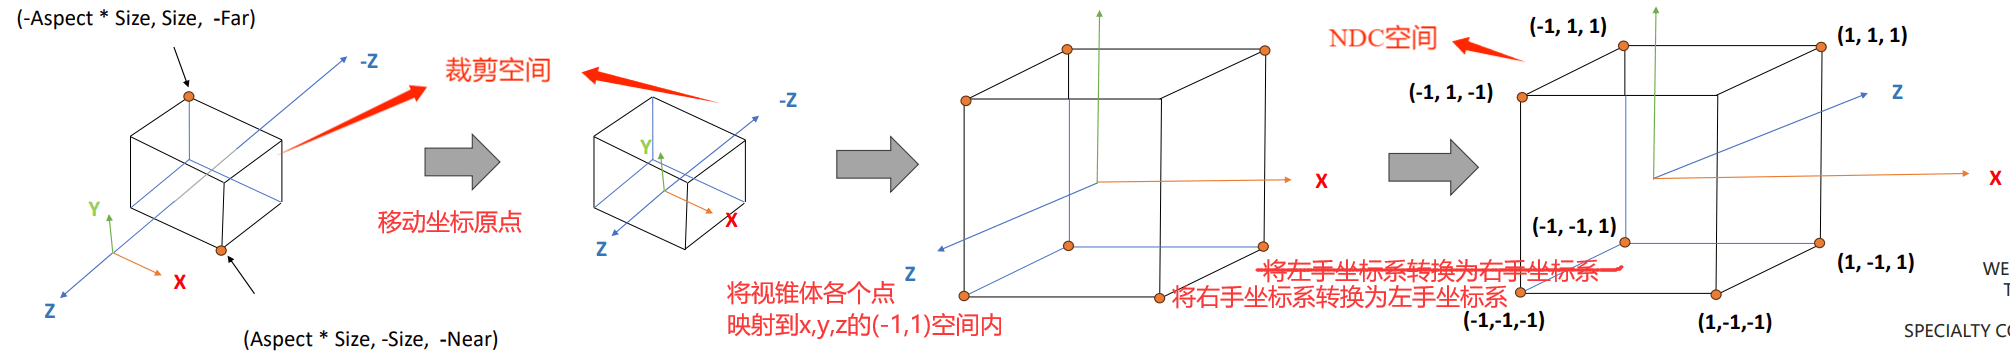 (-Aspect * Size, Size, -Far)
-Z
裁剪空间
Y
X
Z
(Aspect * Size, -Size, -Near)
移动坐标原点
-Z
Y
X
Z
将视锥体各个点
映射到x,y,z的(-1,1)空间内
X
Z
将左手坐标系转换为右手坐标系
将右手坐标系转换为左手坐标系
NDC空间
(-1, 1, 1)
(1, 1, 1)
(-1, 1, -1)
Z
X
(-1, -1, 1)
(1, -1, 1)
(-1,-1,-1)
(1,-1,-1)
WE
T
SPECIALTY CO